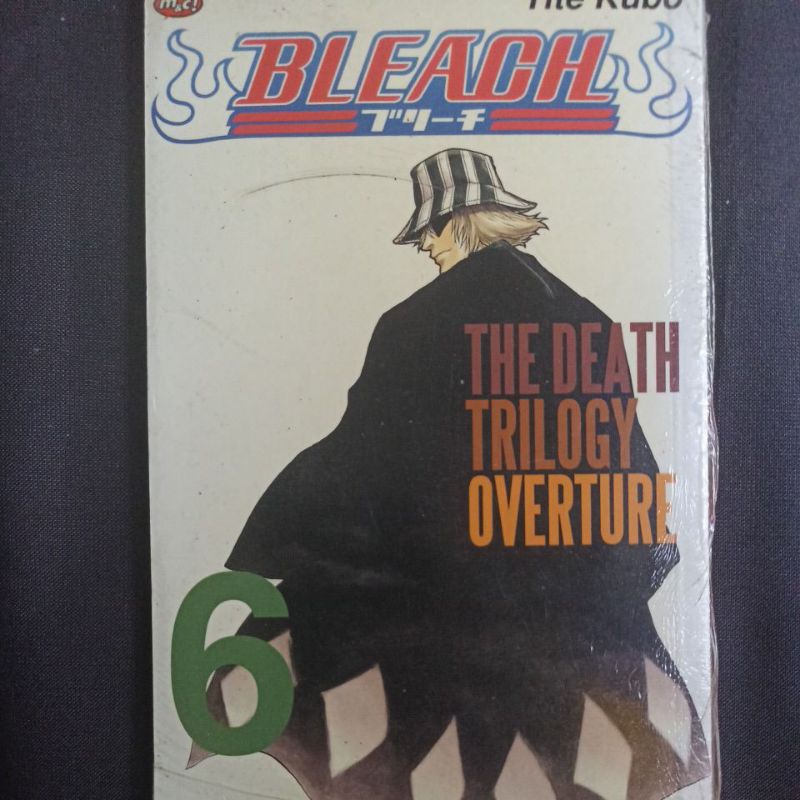 m&c!
Tite Kubo
BLEACH
ブリーチ
THE DEATH
TRILOGY
OVERTURE
6